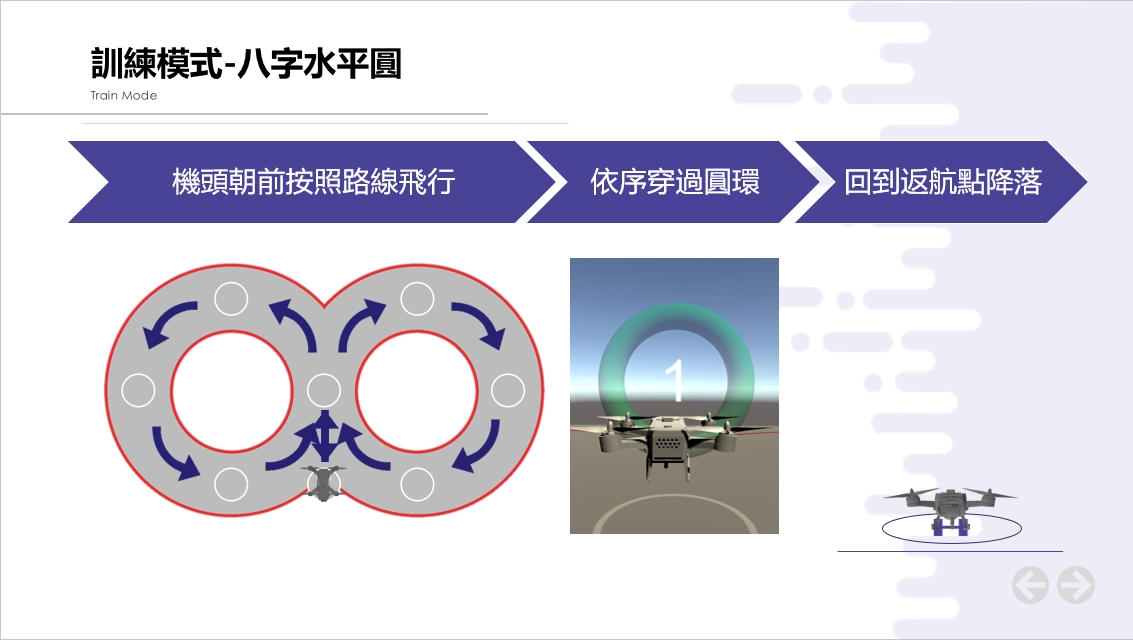 訓練模式-八字水平圓
Train Mode
機頭朝前按照路線飛行
依序穿過圓環
回到返航點降落
1